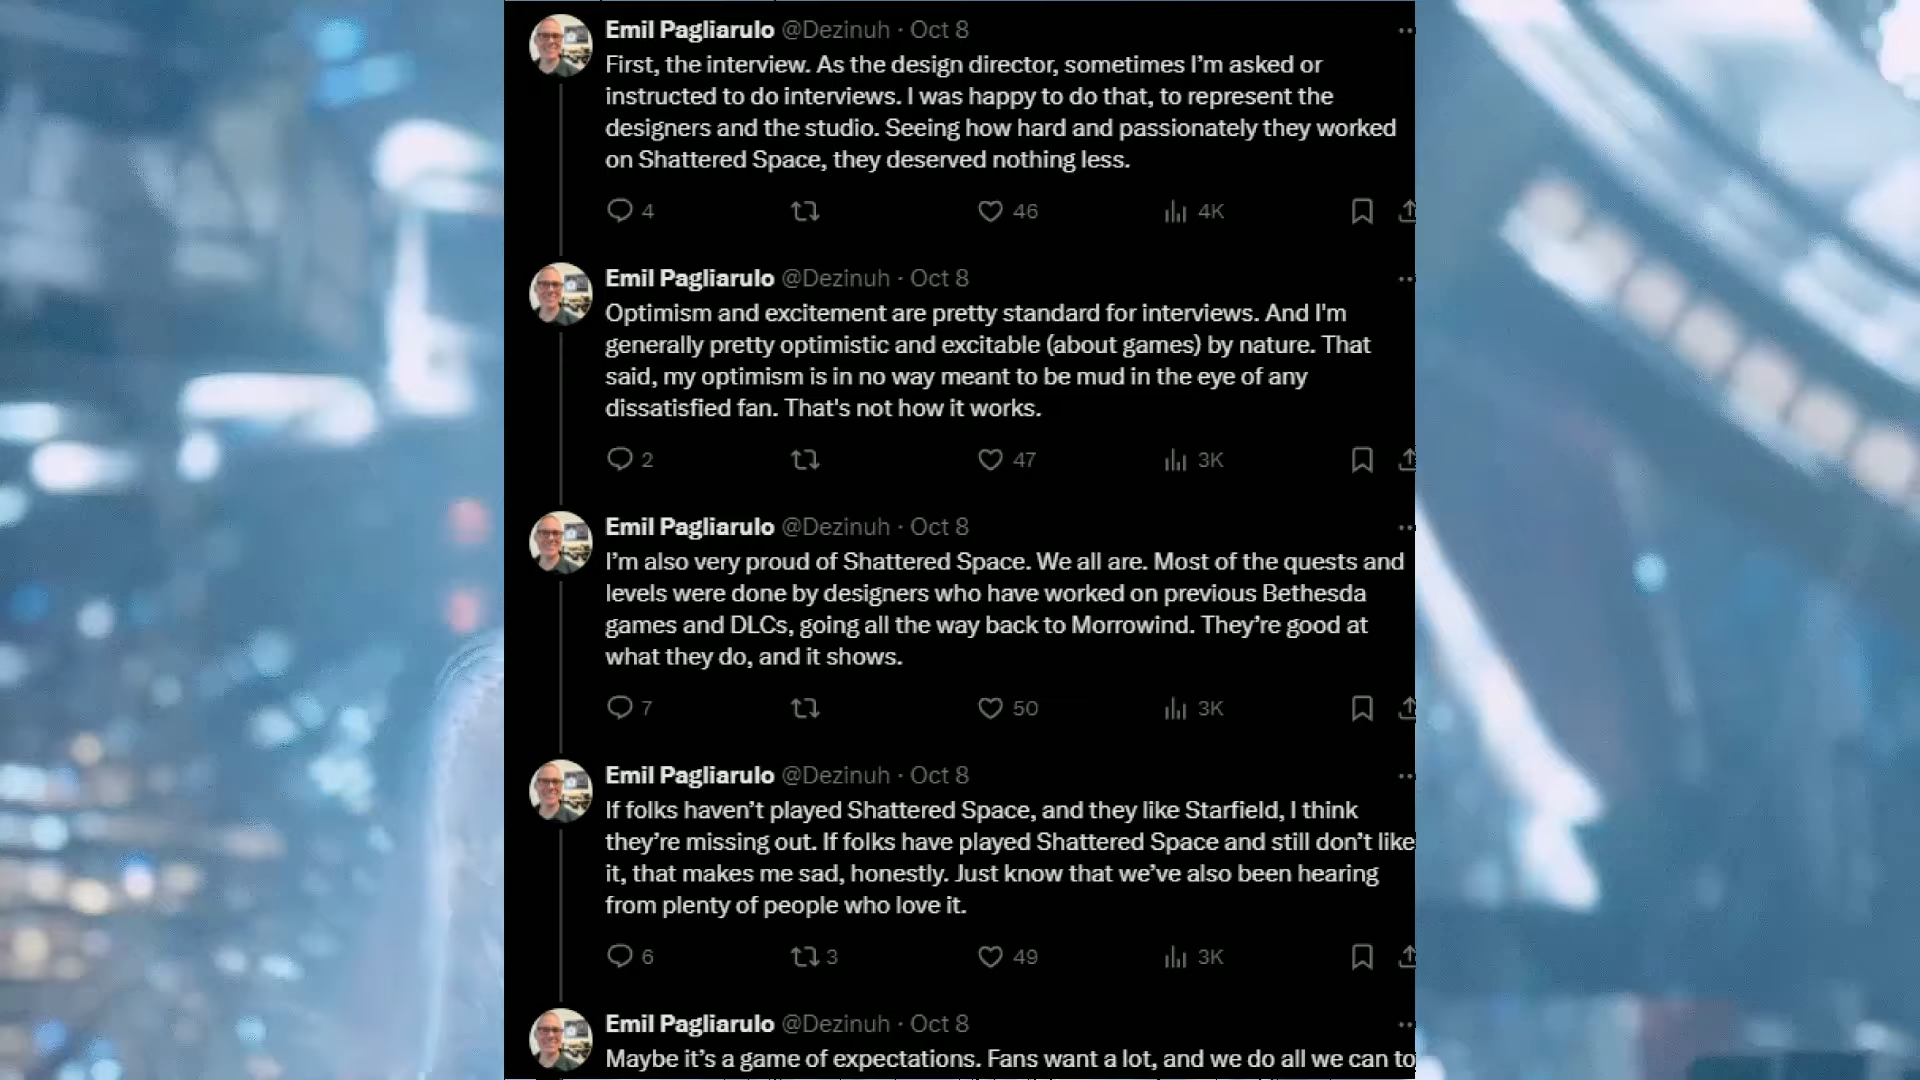 Emil Pagliarulo @Dezinuh · Oct 8
First, the interview. As the design director, sometimes I’m asked or
instructed to do interviews. I was happy to do that, to represent the
designers and the studio. Seeing how hard and passionately they worked
on Shattered Space, they deserved nothing less.
4 46 4K
Emil Pagliarulo @Dezinuh · Oct 8
Optimism and excitement are pretty standard for interviews. And I'm
generally pretty optimistic and excitable (about games) by nature. That
said, my optimism is in no way meant to be mud in the eye of any
dissatisfied fan. That's not how it works.
2 47 3K
Emil Pagliarulo @Dezinuh · Oct 8
I’m also very proud of Shattered Space. We all are. Most of the quests and
levels were done by designers who have worked on previous Bethesda
games and DLCs, going all the way back to Morrowind. They’re good at
what they do, and it shows.
7 50 3K
Emil Pagliarulo @Dezinuh · Oct 8
If folks haven’t played Shattered Space, and they like Starfield, I think
they’re missing out. If folks have played Shattered Space and still don’t like
it, that makes me sad, honestly. Just know that we’ve also been hearing
from plenty of people who love it.
6 3 49 3K
Emil Pagliarulo @Dezinuh · Oct 8
Maybe it’s a game of expectations. Fans want a lot, and we do all we can to